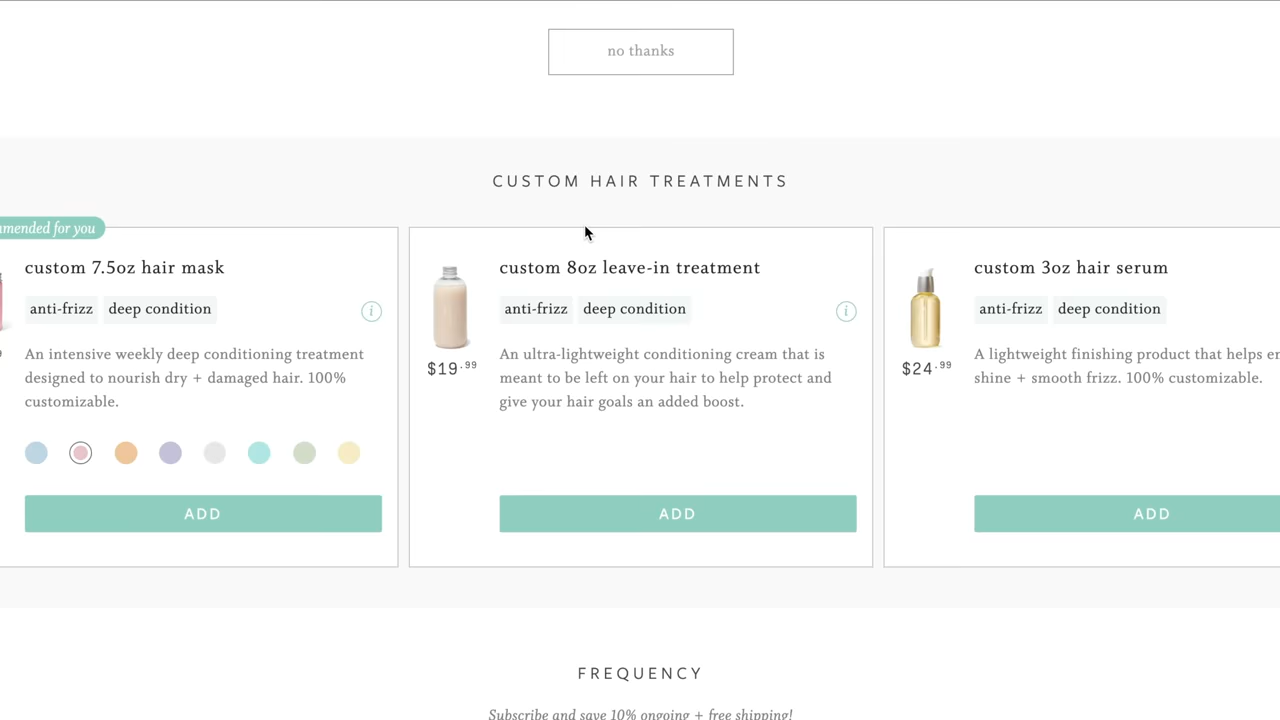 no thanks
CUSTOM HAIR TREATMENTS
for you
custom 7.5oz hair mask
anti-frizz deep condition
i
An intensive weekly deep conditioning treatment
designed to nourish dry + damaged hair. 100%
customizable.
ADD
custom 8oz leave-in treatment
anti-frizz deep condition
i
$19.99
An ultra-lightweight conditioning cream that is
meant to be left on your hair to help protect and
give your hair goals an added boost.
ADD
custom 3oz hair serum
anti-frizz deep condition
$24.99
A lightweight finishing product that helps
shine + smooth frizz. 100% customizable.
ADD
FREQUENCY
Subscribe and save 10% ongoing + free shipping!